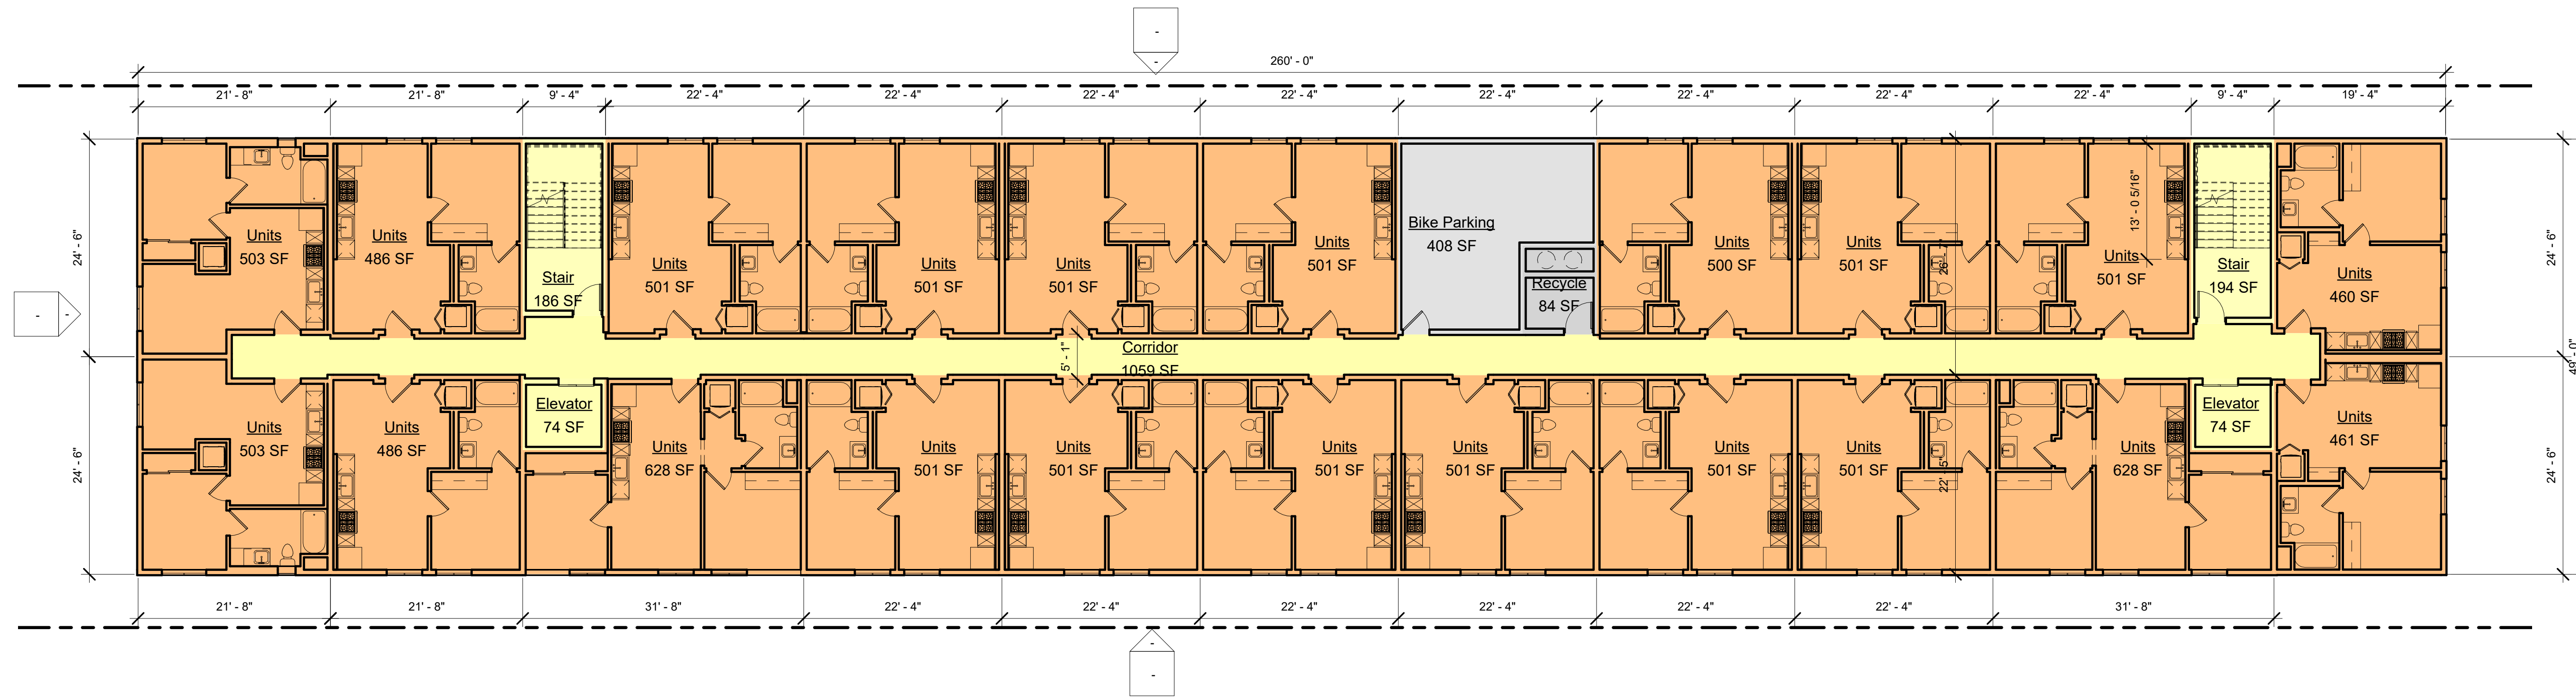 -
-
260' - 0"
21' - 8"
21' - 8"
9' - 4"
22' - 4"
22' - 4"
22' - 4"
22' - 4"
22' - 4"
22' - 4"
22' - 4"
22' - 4"
9' - 4"
19' - 4"
24' - 6"
24' - 6"
-
-
Units
503 SF
Units
486 SF
Stair
186 SF
Units
501 SF
Units
501 SF
Units
501 SF
Units
501 SF
Bike Parking
408 SF
Recycle
84 SF
Units
500 SF
Units
501 SF
26' - 7"
13' - 0 5/16"
Units
501 SF
Stair
194 SF
Units
460 SF
24' - 6"
49' - 0"
24' - 6"
5' - 1"
Corridor
1059 SF
Units
503 SF
Units
486 SF
Elevator
74 SF
Units
628 SF
Units
501 SF
Units
501 SF
Units
501 SF
Units
501 SF
Units
501 SF
Units
501 SF
22' - 5"
Units
628 SF
Elevator
74 SF
Units
461 SF
21' - 8"
21' - 8"
31' - 8"
22' - 4"
22' - 4"
22' - 4"
22' - 4"
22' - 4"
22' - 4"
31' - 8"
-
-